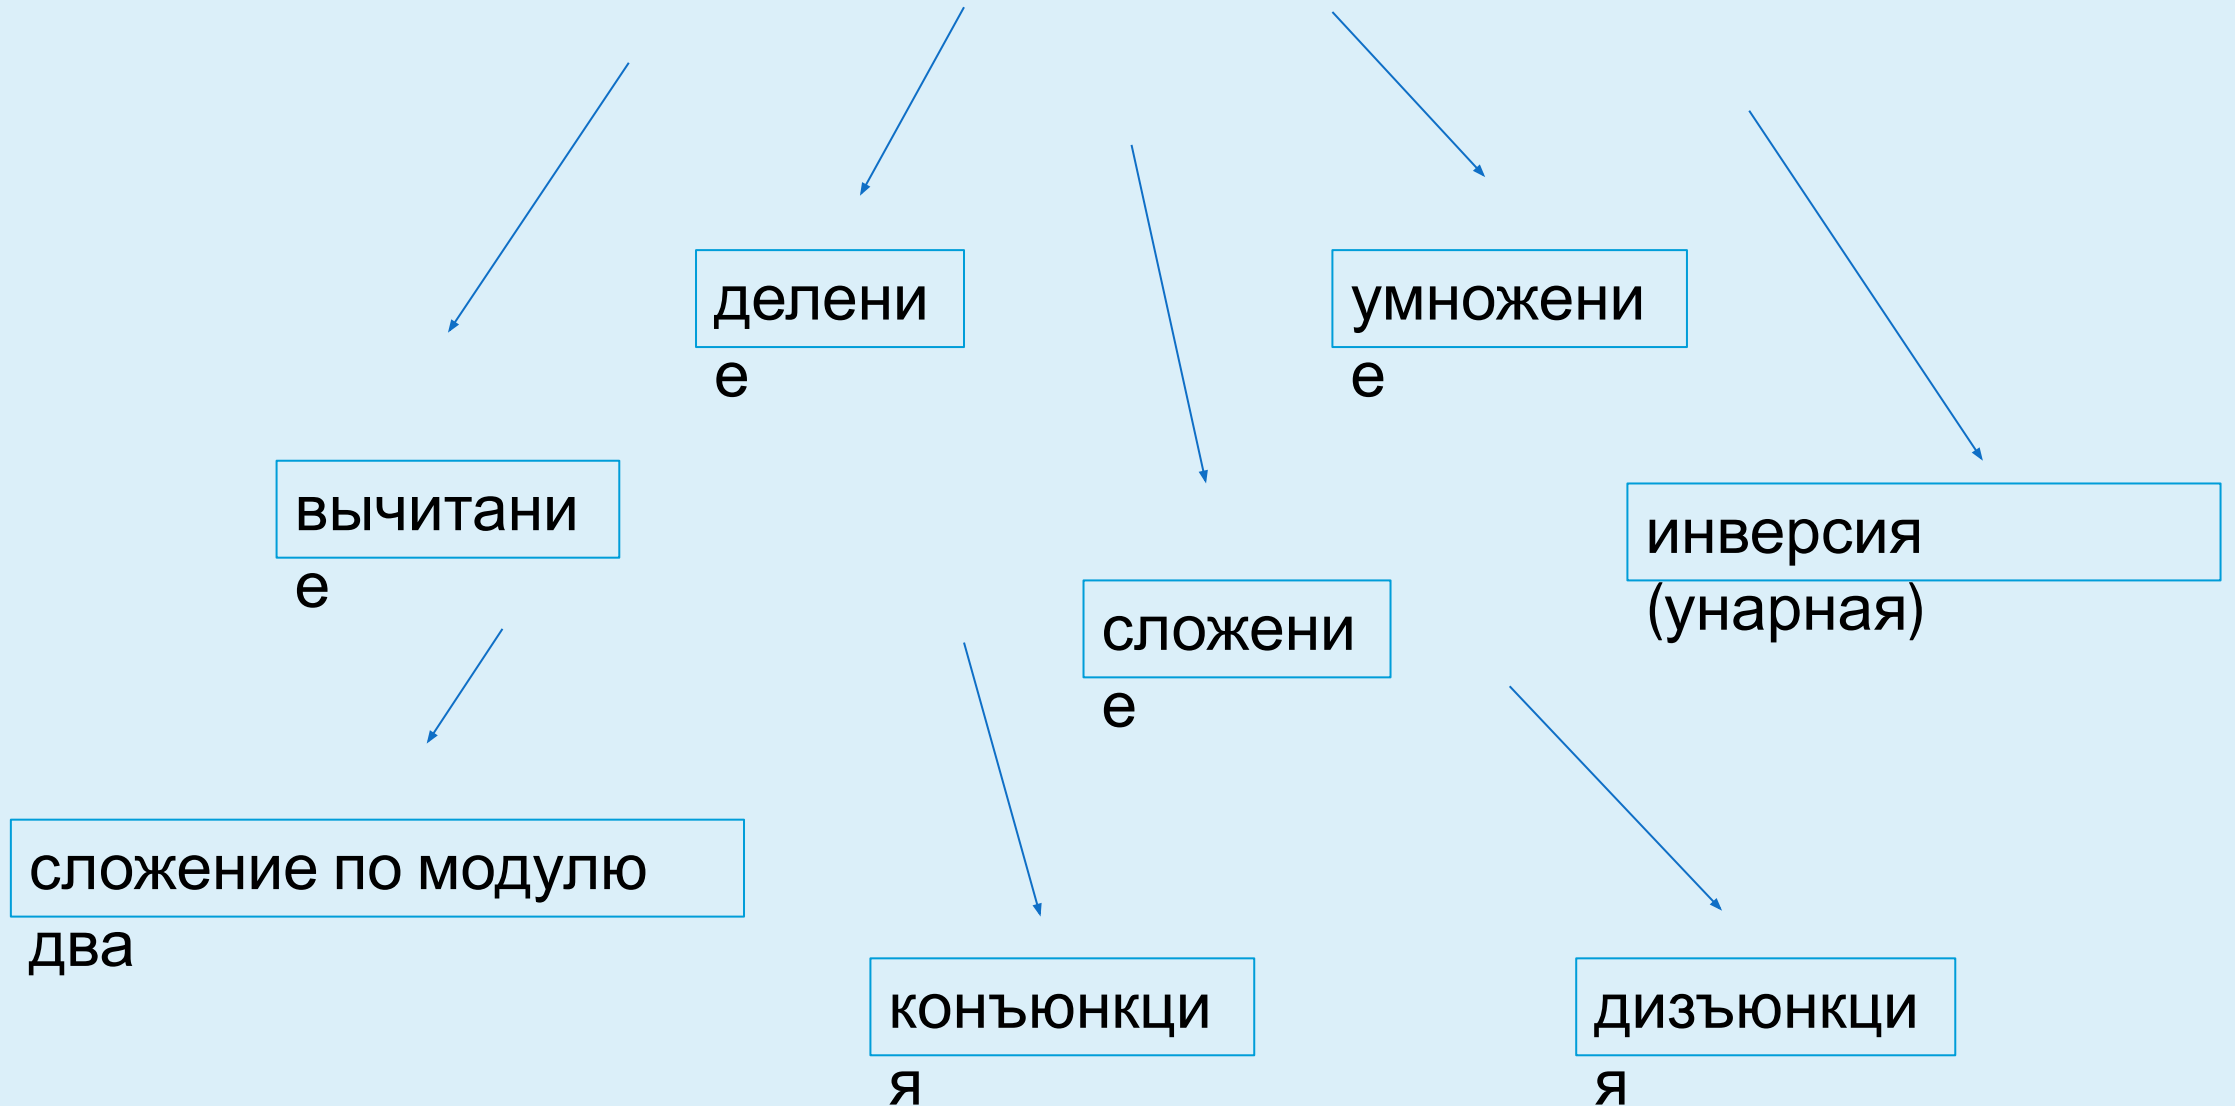 делени
е
умножени
е
вычитани
е
инверсия
(унарная)
сложени
е
сложение по модулю
два
конъюнкци
я
дизъюнкци
я